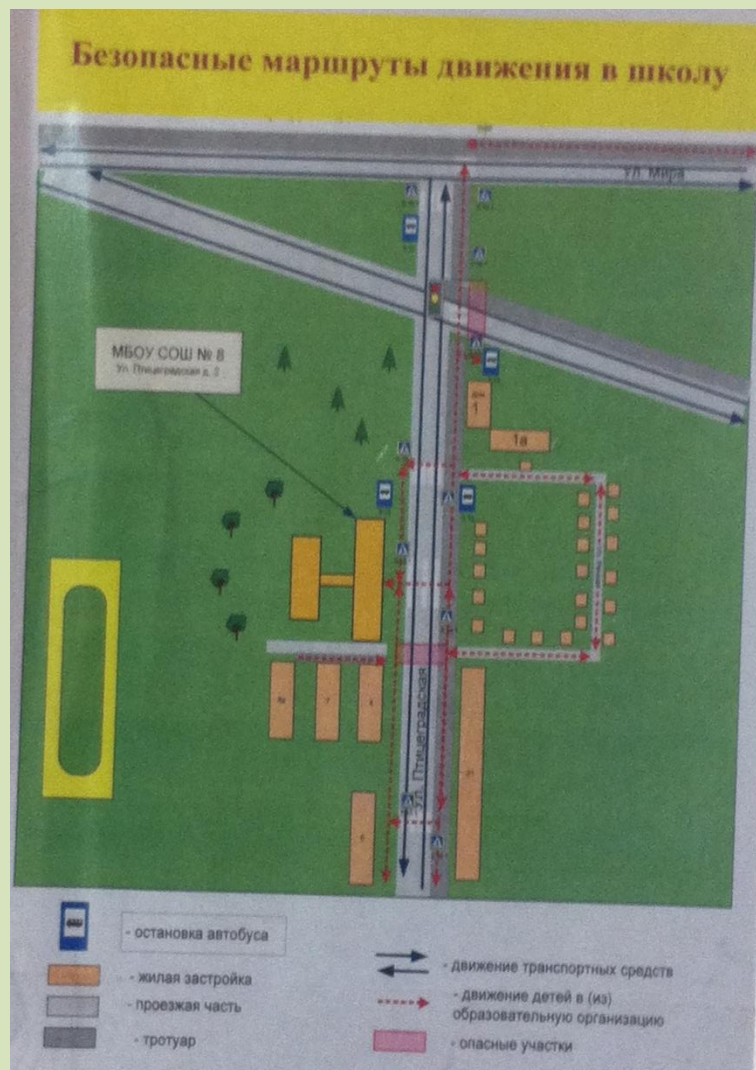 Безопасные маршруты движения в школу
ул. Мира
МБОУ СОШ № 8
Ул. Птицеградская д. 2
1
1а
Ул. Птицеградская
- остановка автобуса
- жилая застройка
- проезжая часть
- тротуар
- движение транспортных средств
- движение детей в (из)
образовательную организацию
- опасные участки